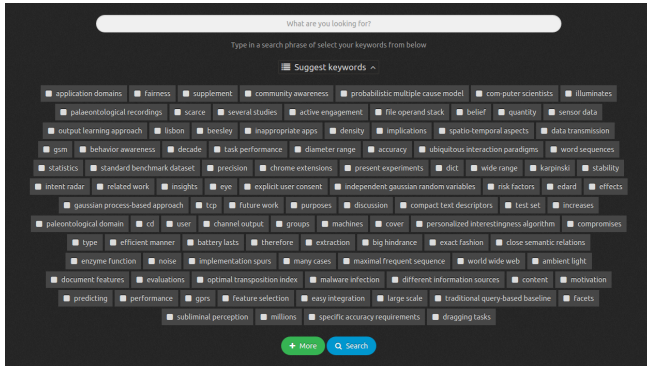 What are you looking for?
Type in a search phrase of select your keywords from below
Suggest keywords
application domains fairness supplement community awareness probabilistic multiple cause model com-puter scientists illuminates
palaeontological recordings scarce several studies active engagement file operand stack belief quantity sensor data
output learning approach lisbon beesley inappropriate apps density implications spatio-temporal aspects data transmission
gsm behavior awareness decade task performance diameter range accuracy ubiquitous interaction paradigms word sequences
statistics standard benchmark dataset precision chrome extensions present experiments dict wide range karpinski stability
intent radar related work insights eye explicit user consent independent gaussian random variables risk factors edard effects
gaussian process-based approach tcp future work purposes discussion compact text descriptors test set increases
paleontological domain cd user channel output groups machines cover personalized interestingness algorithm compromises
type efficient manner battery lasts therefore extraction big hindrance exact fashion close semantic relations
enzyme function noise implementation spurs many cases maximal frequent sequence world wide web ambient light
document features evaluations optimal transposition index malware infection different information sources content motivation
predicting performance gprs feature selection easy integration large scale traditional query-based baseline facets
subliminal perception millions specific accuracy requirements dragging tasks
More Search